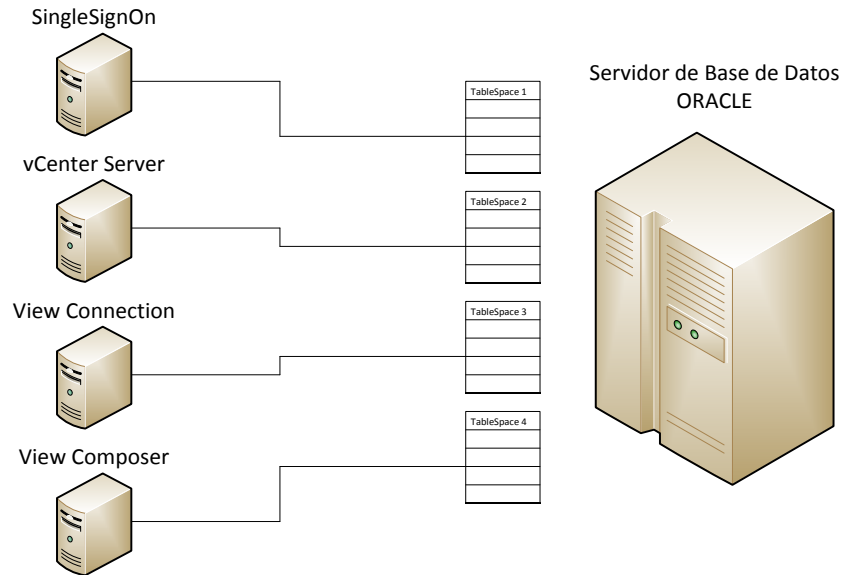 SingleSignOn
TableSpace 1
Servidor de Base de Datos
ORACLE
vCenter Server
TableSpace 2
View Connection
TableSpace 3
View Composer
TableSpace 4